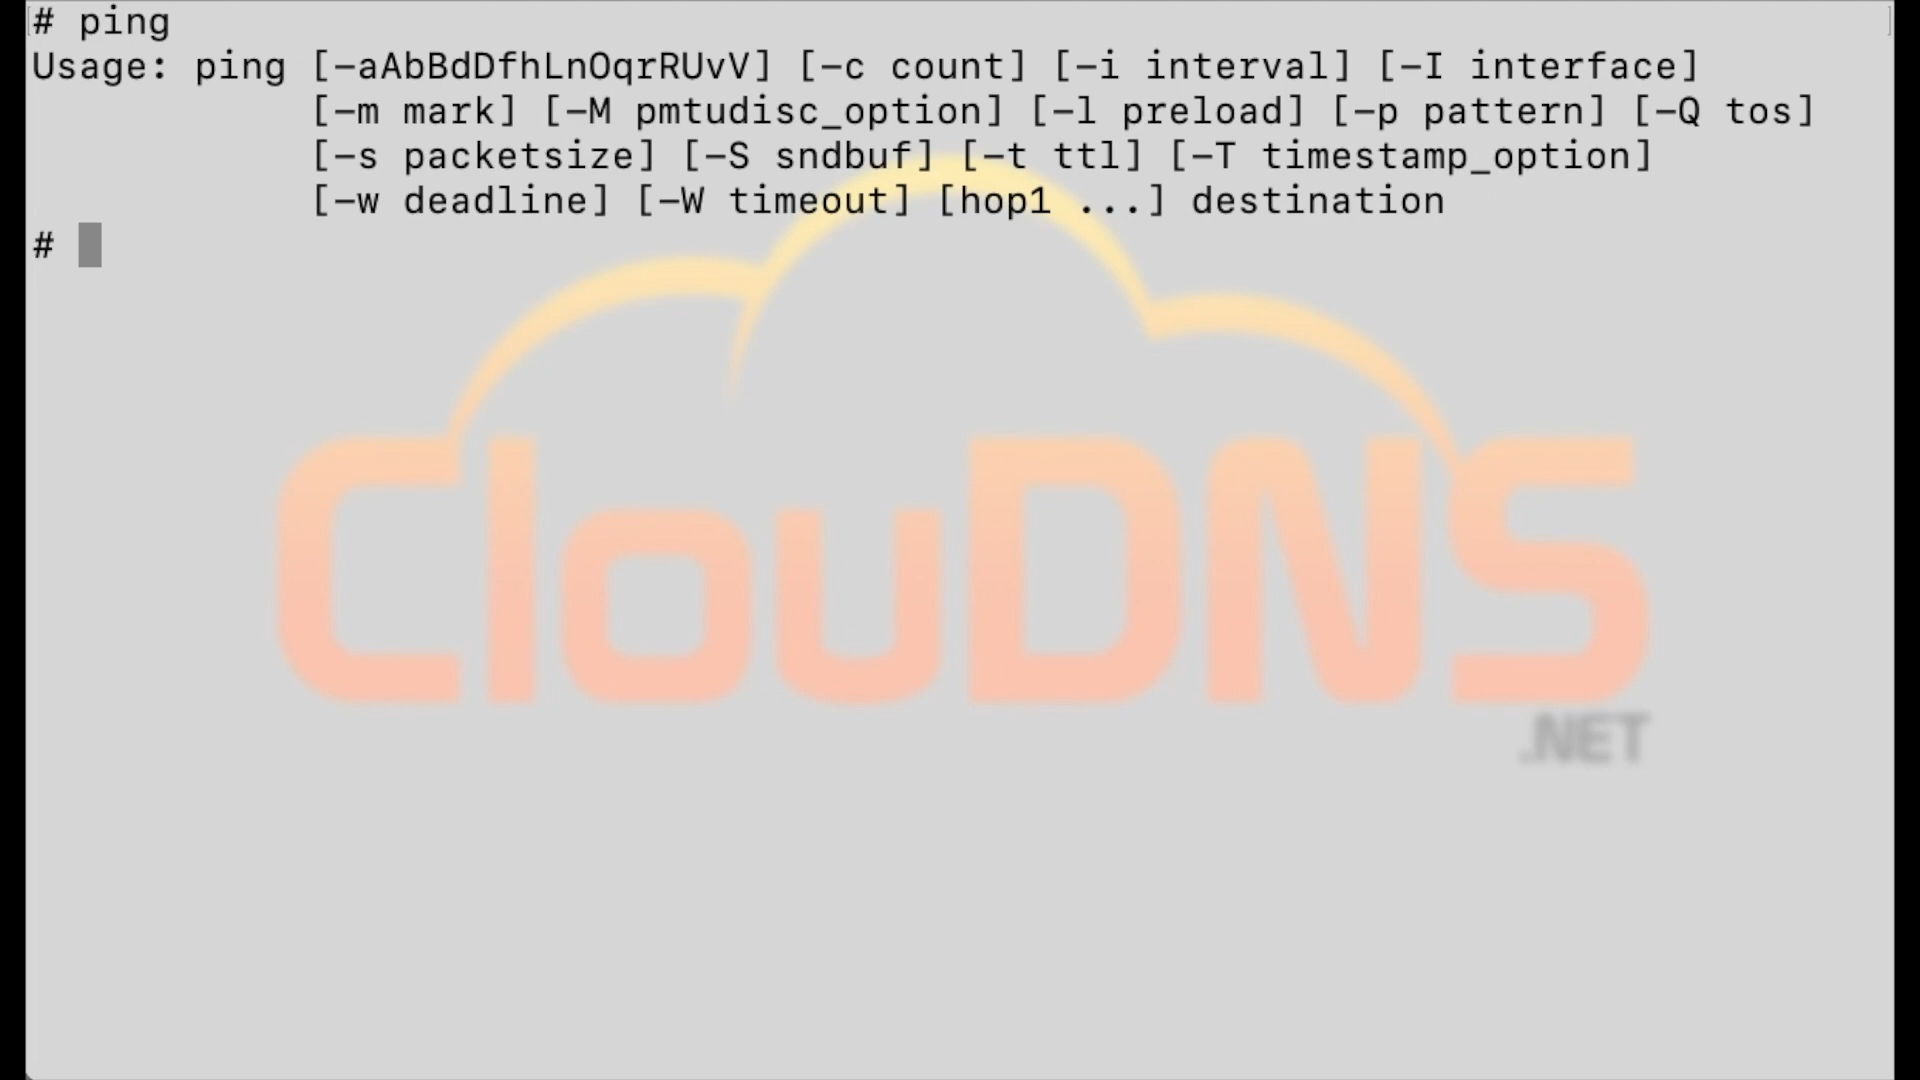 # ping
Usage: ping [-aAbBdDfhLnOqrRUvV] [-c count] [-i interval] [-I interface]
[-m mark] [-M pmtudisc_option] [-l preload] [-p pattern] [-Q tos]
[-s packetsize] [-S sndbuf] [-t ttl] [-T timestamp_option]
[-w deadline] [-W timeout] [hop1 ...] destination
#
ClouDNS
.NET